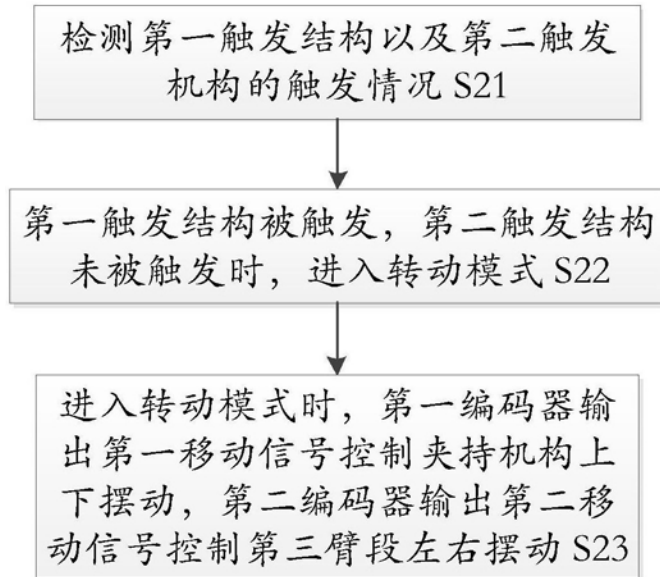 检测第一触发结构以及第二触发
机构的触发情况 S21
第一触发结构被触发，第二触发结构
未被触发时，进入转动模式 S22
进入转动模式时，第一编码器输
出第一移动信号控制夹持机构上
下摆动，第二编码器输出第二移
动信号控制第三臂段左右摆动 S23